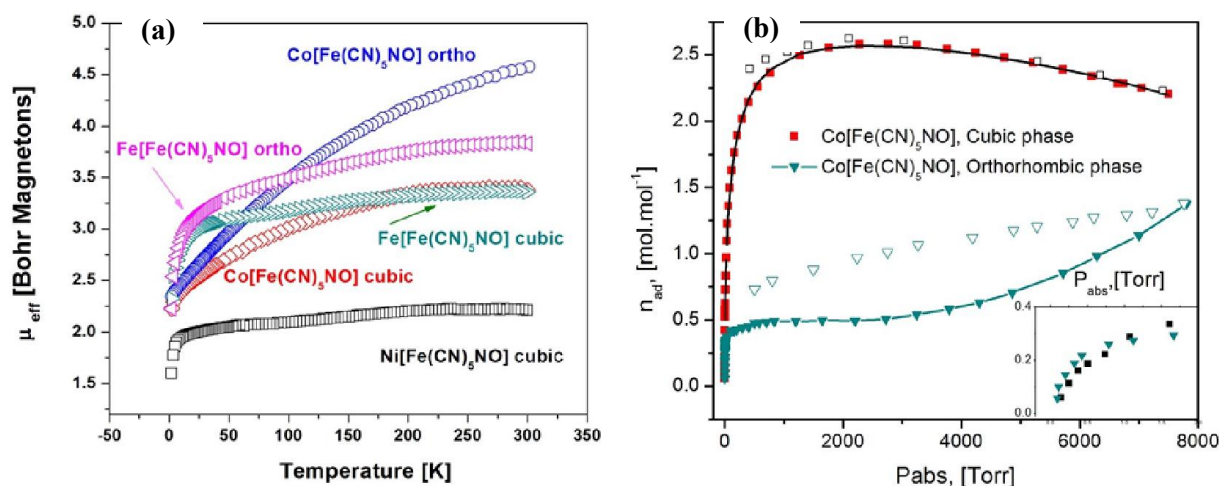 (a)
5.0
4.5
4.0
3.5
3.0
2.5
2.0
1.5
μ eff [Bohr Magnetons]
Co[Fe(CN)5NO] ortho
Fe[Fe(CN)5NO] ortho
Fe[Fe(CN)5NO] cubic
Co[Fe(CN)5NO] cubic
Ni[Fe(CN)5NO] cubic
-50 0 50 100 150 200 250 300 350
Temperature [K]
(b)
2.5
2.0
1.5
1.0
0.5
0.0
n_ad, [mol.mol-1]
Co[Fe(CN)5NO], Cubic phase
Co[Fe(CN)5NO], Orthorhombic phase
P_abs,[Torr]
0.4
0.2
0.0
0 2000 4000 6000 8000
Pabs, [Torr]